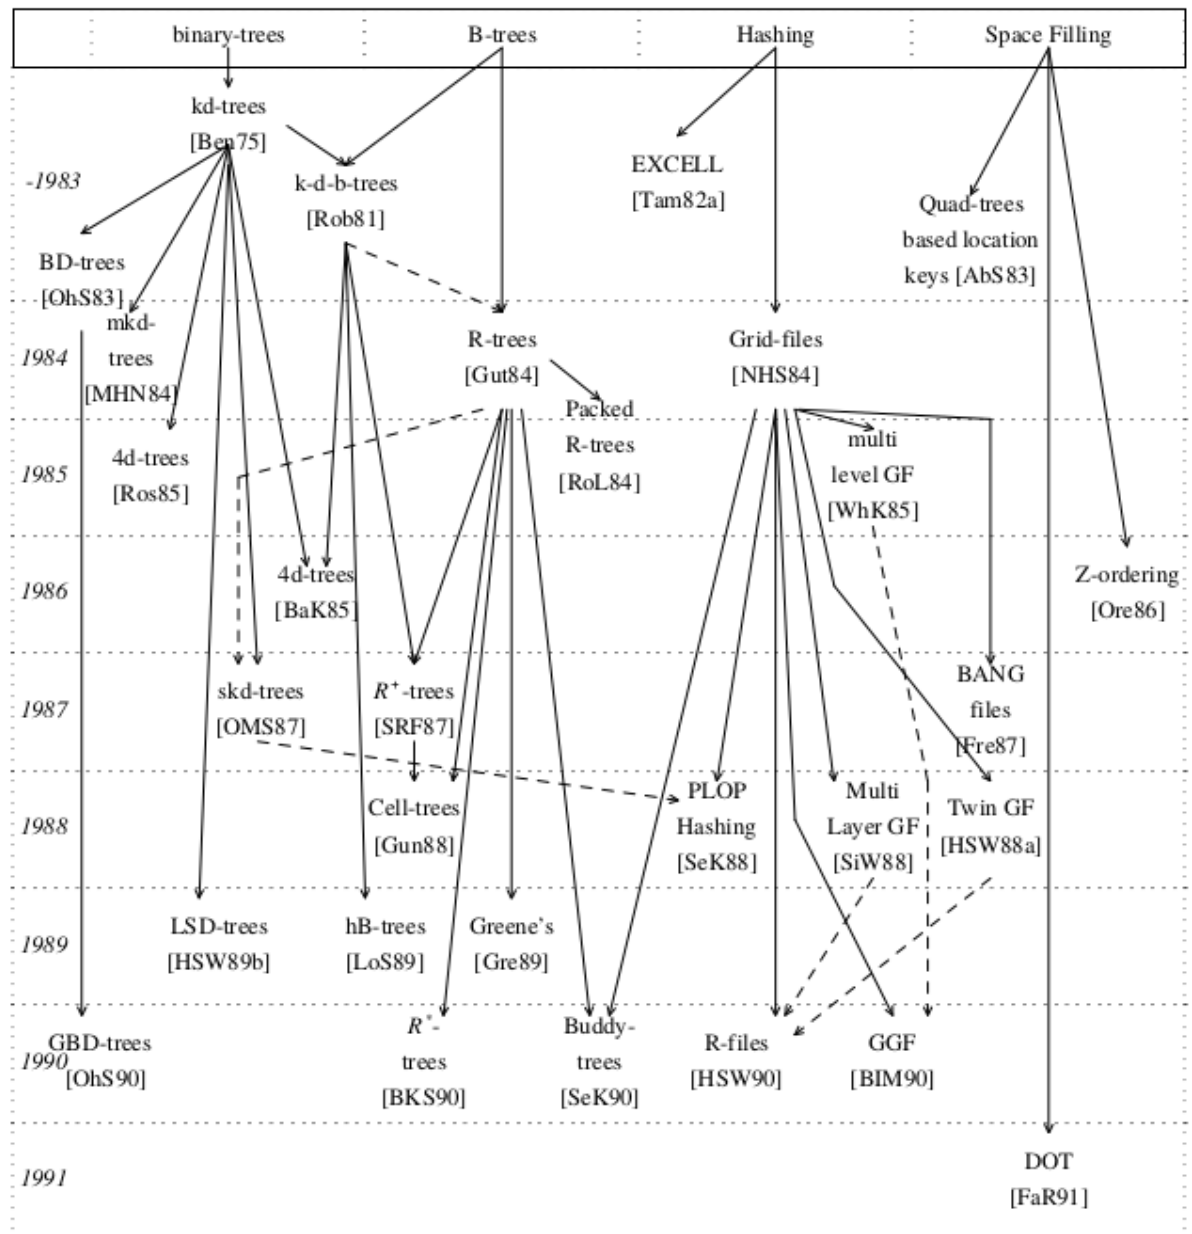 binary-trees
B-trees
Hashing
Space Filling
kd-trees
[Ben75]
-1983
k-d-b-trees
[Rob81]
EXCELL
[Tam82a]
Quad-trees
based location
keys [AbS83]
BD-trees
[OhS83]
1984
mkd-
trees
[MHN84]
R-trees
[Gut84]
Grid-files
[NHS84]
Packed
R-trees
[RoL84]
1985
4d-trees
[Ros85]
multi
level GF
[WhK85]
1986
4d-trees
[BaK85]
Z-ordering
[Ore86]
1987
skd-trees
[OMS87]
R+-trees
[SRF87]
BANG
files
[Fre87]
1988
Cell-trees
[Gun88]
PLOP
Hashing
[SeK88]
Multi
Layer GF
[SiW88]
Twin GF
[HSW88a]
1989
LSD-trees
[HSW89b]
hB-trees
[LoS89]
Greene's
[Gre89]
1990
GBD-trees
[OhS90]
R*-
trees
[BKS90]
Buddy-
trees
[SeK90]
R-files
[HSW90]
GGF
[BIM90]
1991
DOT
[FaR91]